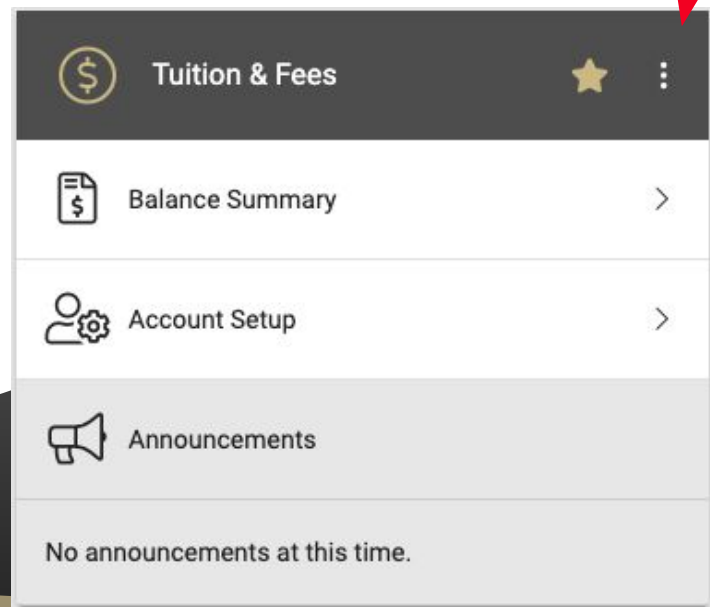 Tuition & Fees
Balance Summary
Account Setup
Announcements
No announcements at this time.